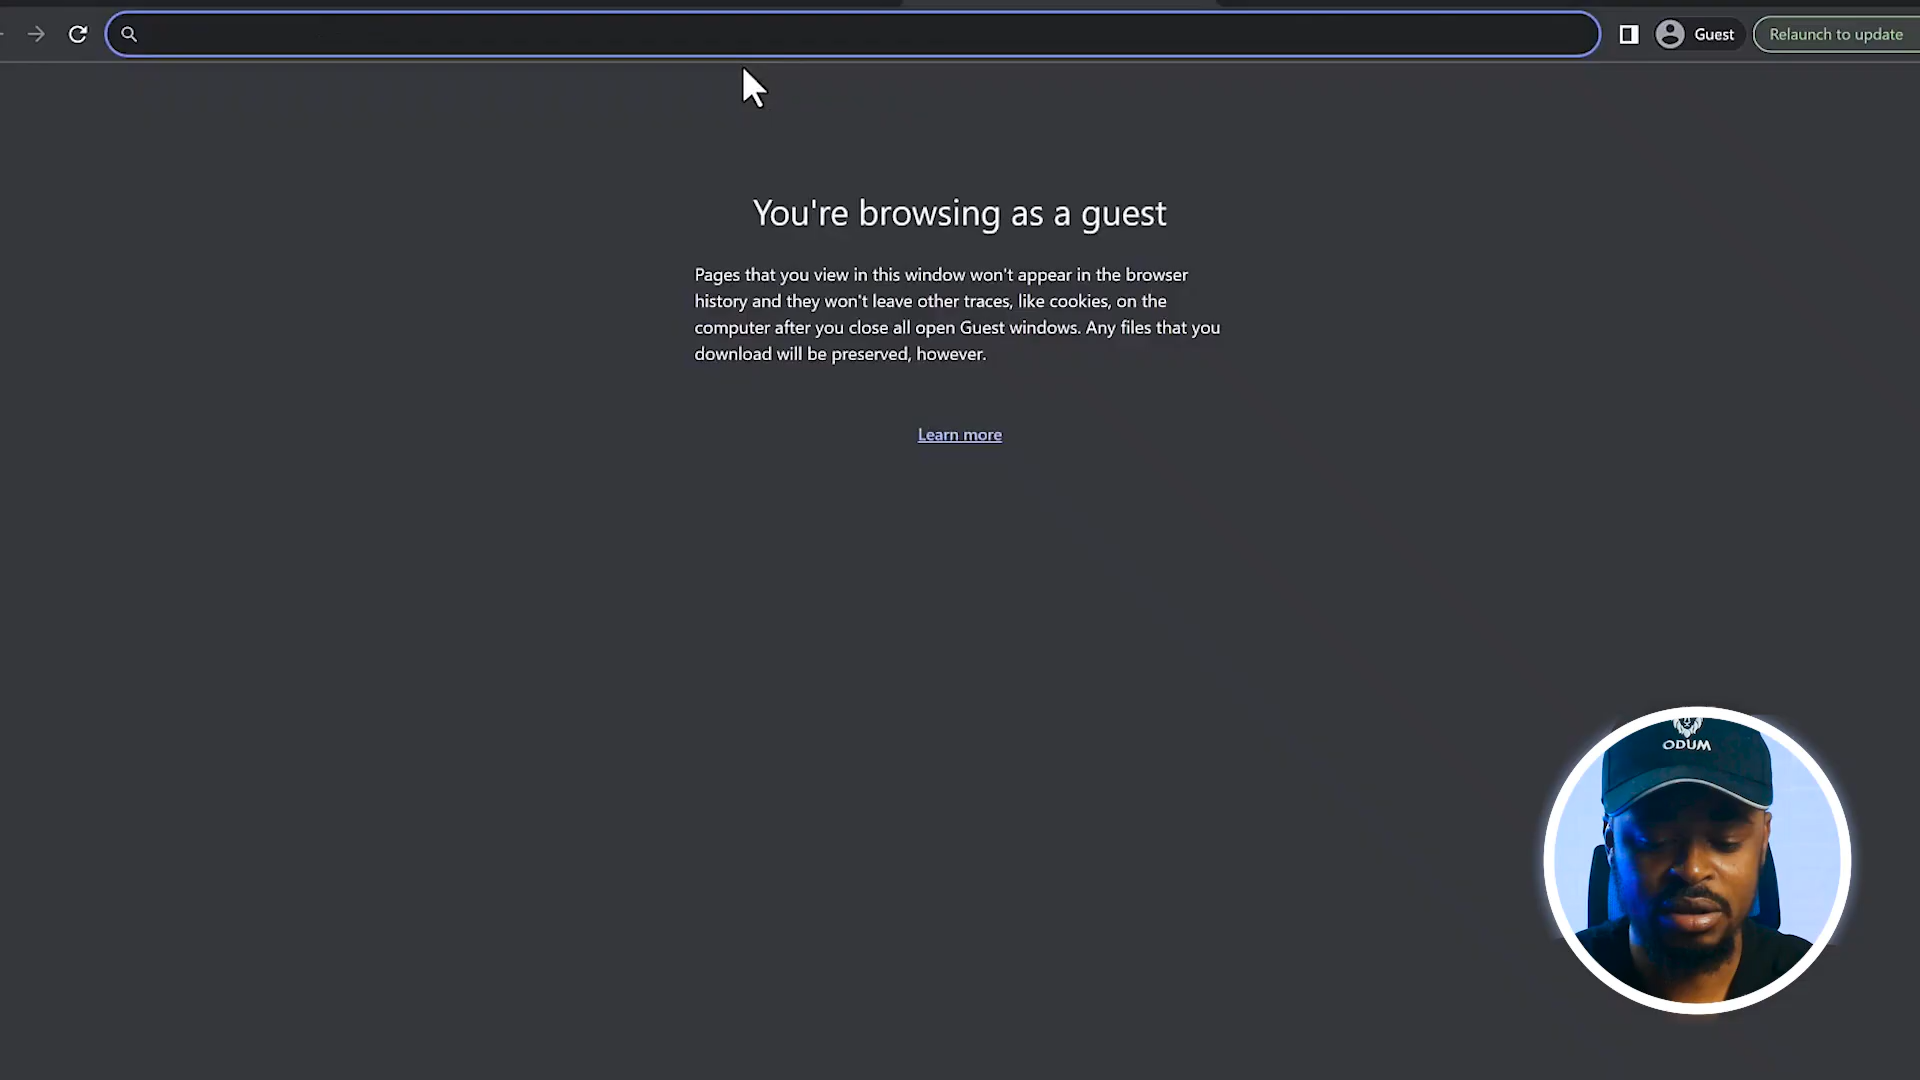 Guest
Relaunch to update
You're browsing as a guest
Pages that you view in this window won't appear in the browser
history and they won't leave other traces, like cookies, on the
computer after you close all open Guest windows. Any files that you
download will be preserved, however.
Learn more
ODUM